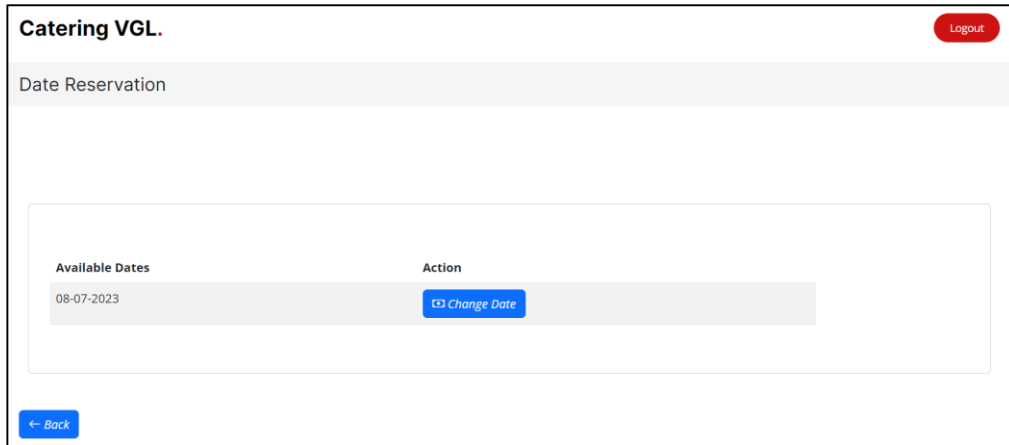 Catering VGL.
Logout
Date Reservation
Available Dates Action
08-07-2023 Change Date
← Back